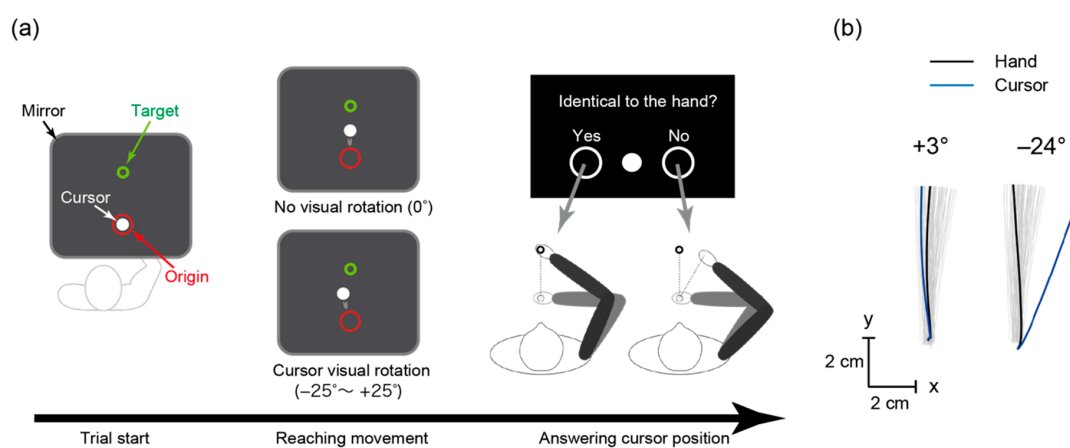 (a)
Mirror
Target
Cursor
Origin
No visual rotation (0°)
Cursor visual rotation
(−25°～ +25°)
Identical to the hand?
Yes
No
Trial start
Reaching movement
Answering cursor position
(b)
Hand
Cursor
+3°
−24°
y
2 cm
x
2 cm